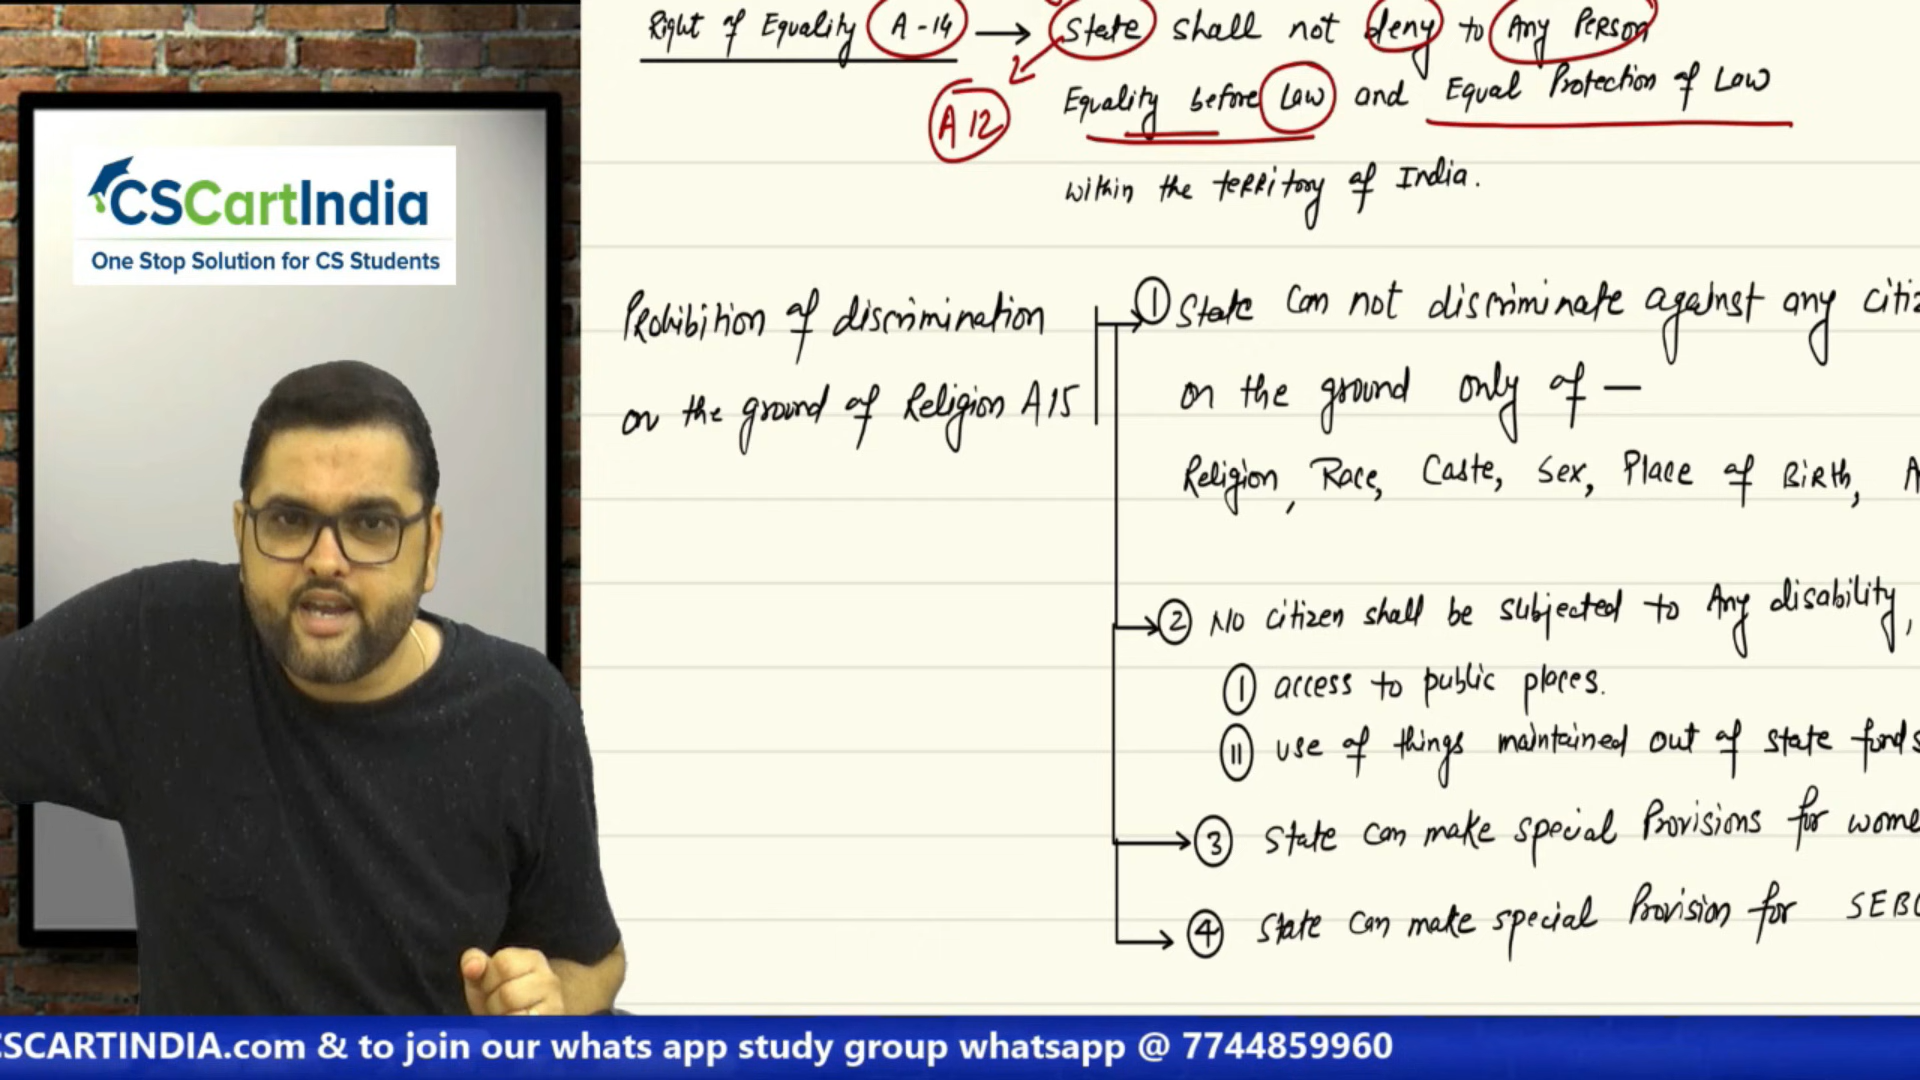 Right of Equality A-14 → State shall not deny to Any Person
A 12
Equality before Law and Equal Protection of Law
within the territory of India.
CSCartIndia
One Stop Solution for CS Students
Prohibition of discrimination
on the ground of Religion A15
① State can not discriminate against any citiz
on the ground only of —
Religion, Race, Caste, Sex, Place of Birth, A
② No citizen shall be subjected to Any disability,
Ⓘ access to public places.
Ⓘⓘ use of things maintained out of state funds
③ State can make special Provisions for wome
④ State can make special Provision for SEBC
CSCARTINDIA.com & to join our whats app study group whatsapp @ 7744859960